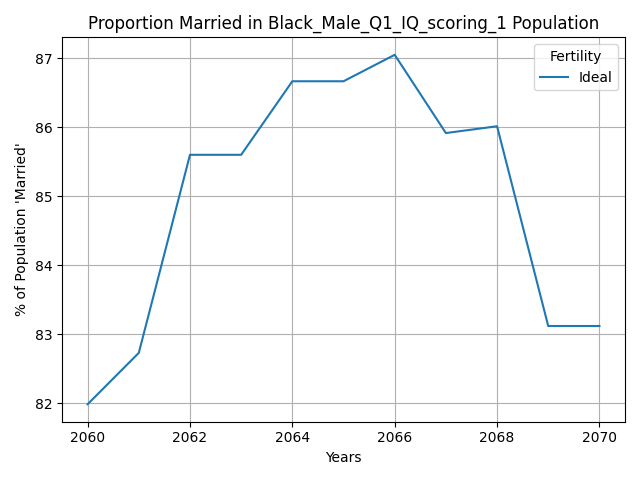 Proportion Married in Black_Male_Q1_IQ_scoring_1 Population
Fertility
Ideal
% of Population 'Married'
87
86
85
84
83
82
2060
2062
2064
2066
2068
2070
Years